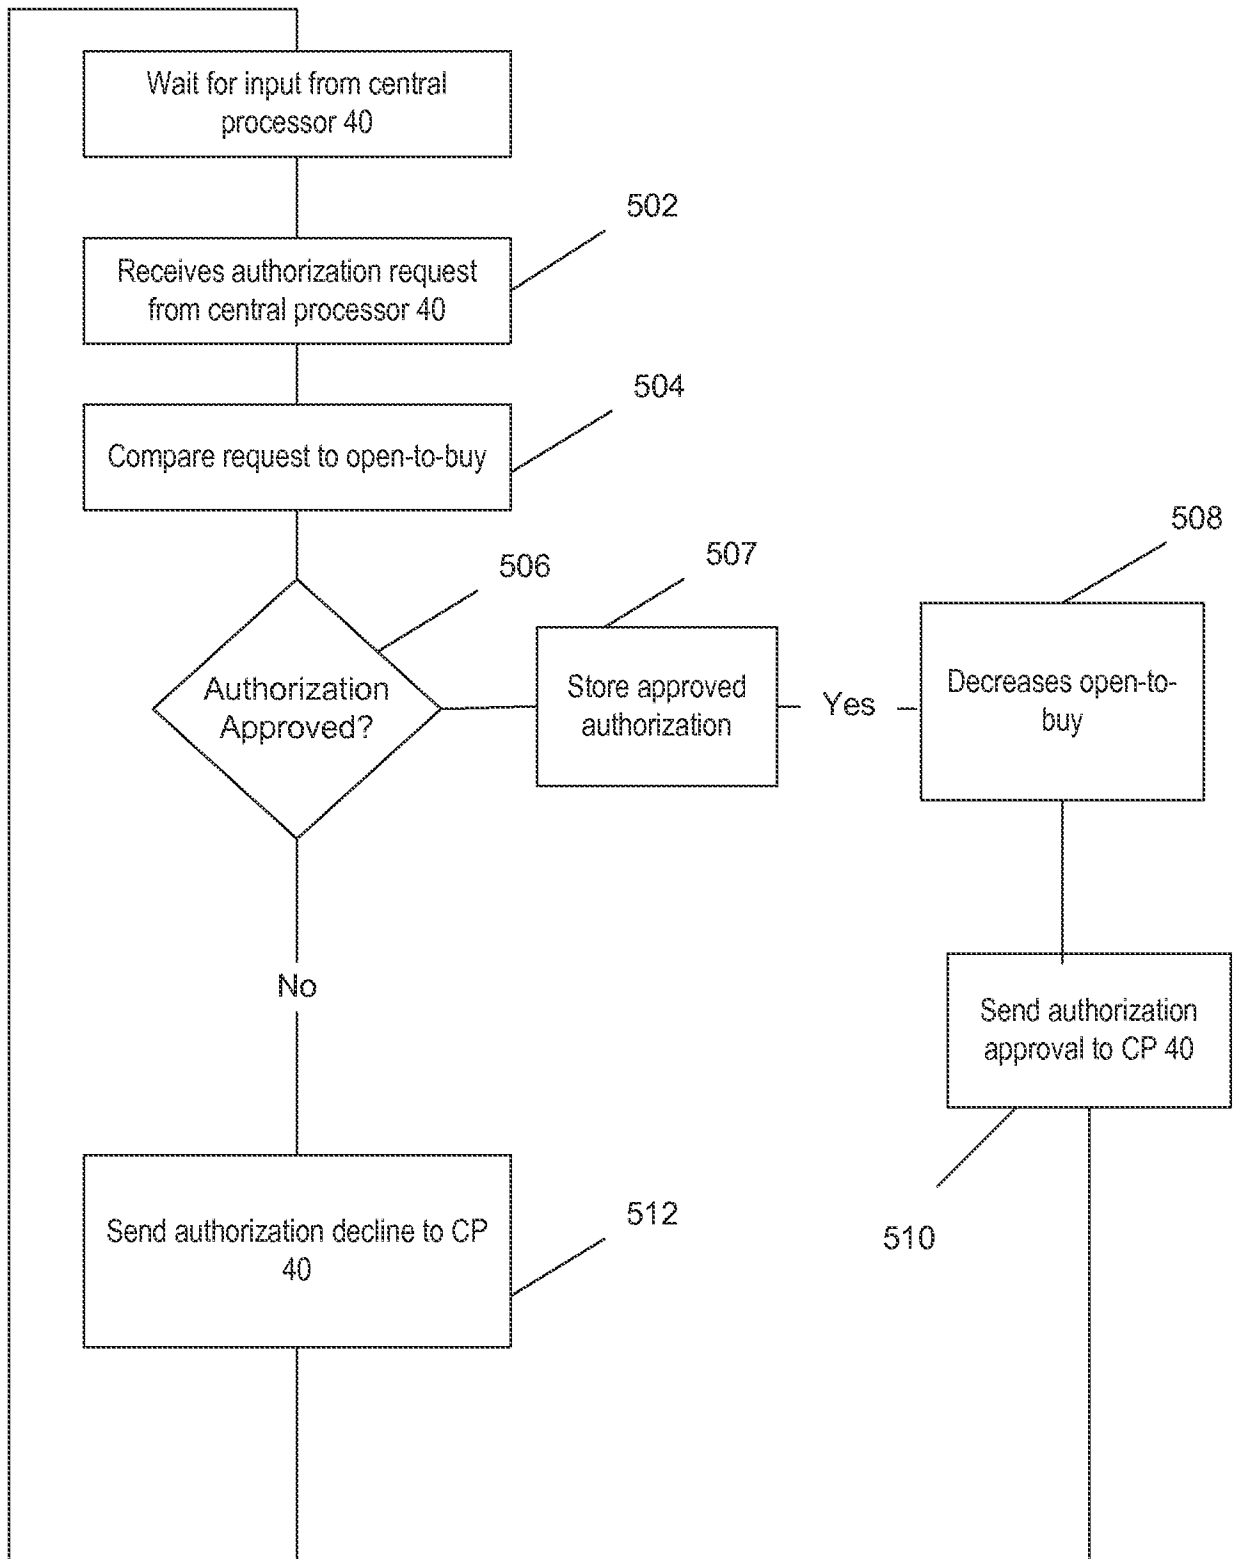 Wait for input from central
processor 40
502
Receives authorization request
from central processor 40
504
Compare request to open-to-buy
506
507
508
Authorization
Approved?
Store approved
authorization
Yes
Decreases open-to-
buy
No
Send authorization
approval to CP 40
510
Send authorization decline to CP
40
512